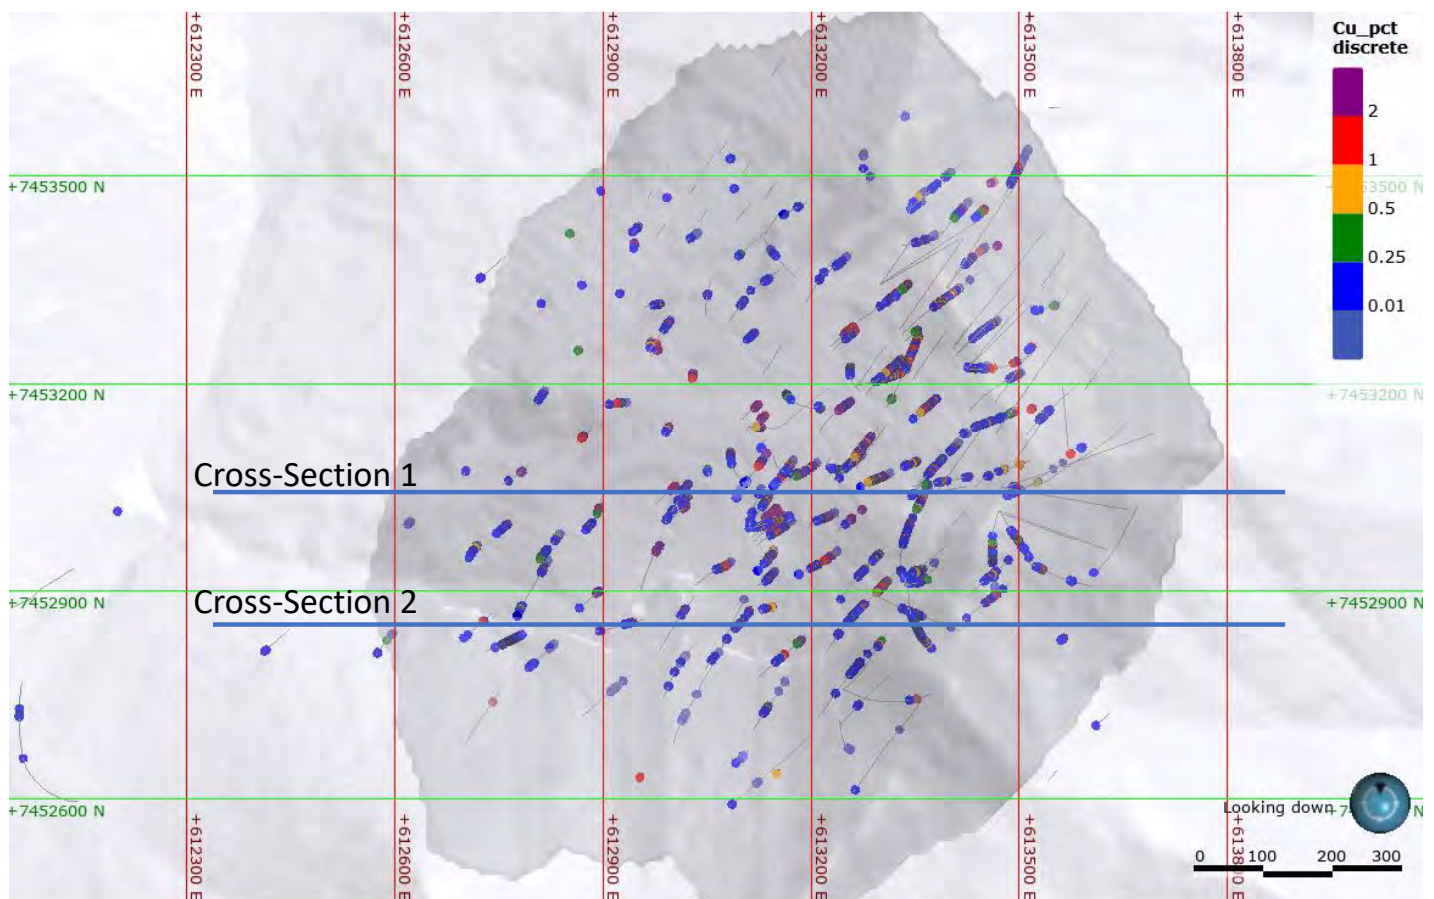 +612300 E
+612600 E
+612900 E
+613200 E
+613500 E
+613800 E
Cu_pct
discrete
2
1
0.5
0.25
0.01
+7453500 N
+7453200 N
+7453200 N
Cross-Section 1
Cross-Section 2
+7452900 N
+7452900 N
+7452600 N
Looking down
N
+612300 E
+612600 E
+612900 E
+613200 E
+613500 E
+613800 E
0 100 200 300